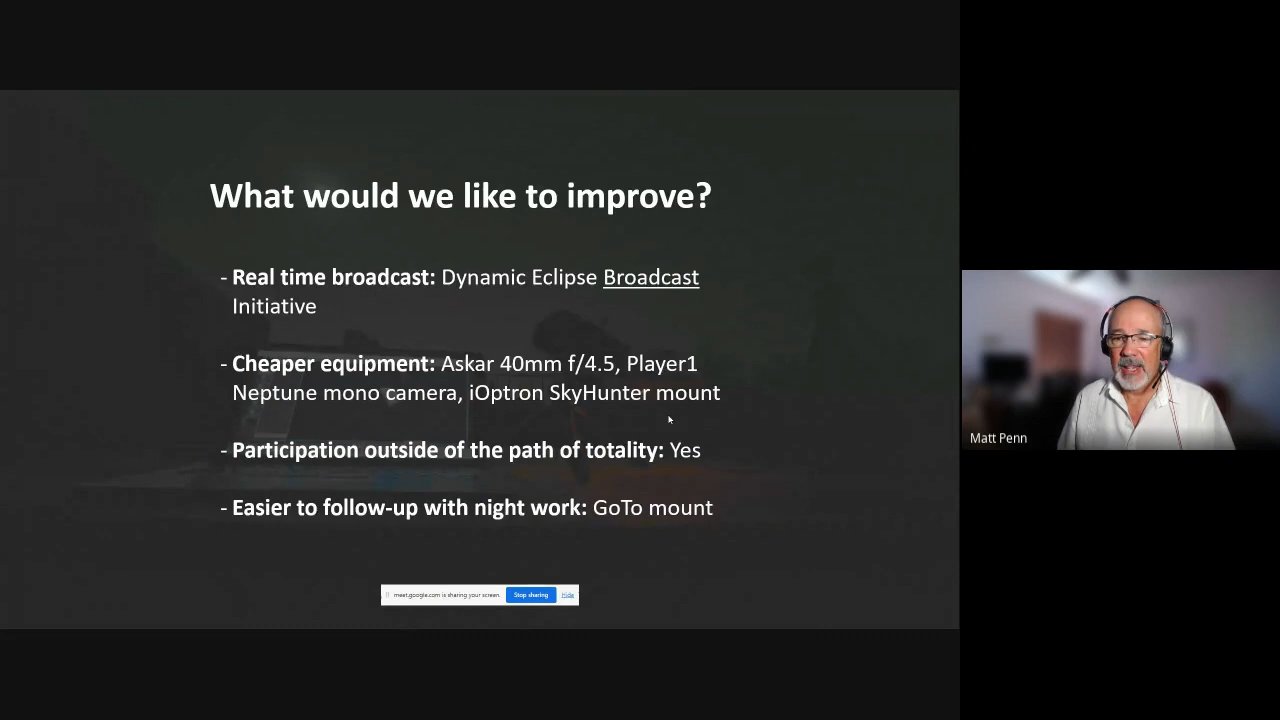 What would we like to improve?
- Real time broadcast: Dynamic Eclipse Broadcast
Initiative
- Cheaper equipment: Askar 40mm f/4.5, Player1
Neptune mono camera, iOptron SkyHunter mount
- Participation outside of the path of totality: Yes
- Easier to follow-up with night work: GoTo mount
meet.google.com is sharing your screen. Stop sharing Hide
Matt Penn